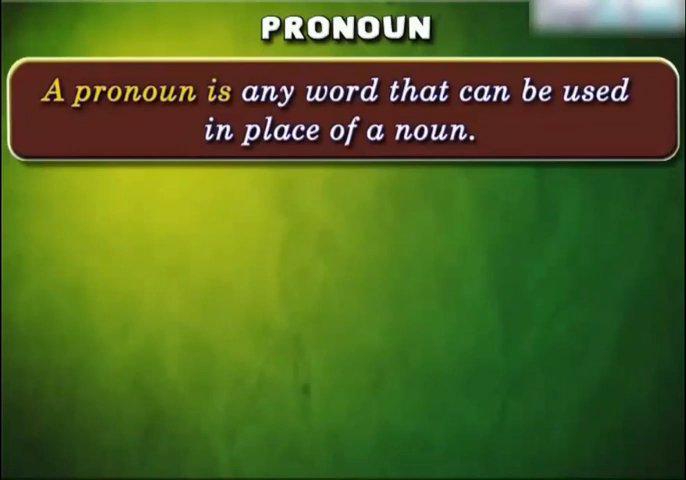 PRONOUN
A pronoun is any word that can be used
in place of a noun.